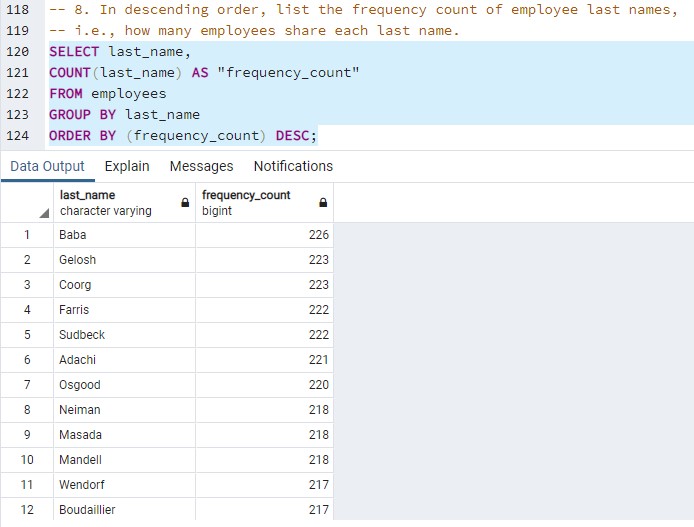 118 -- 8. In descending order, list the frequency count of employee last names,
119 -- i.e., how many employees share each last name.
120 SELECT last_name,
121 COUNT(last_name) AS "frequency_count"
122 FROM employees
123 GROUP BY last_name
124 ORDER BY (frequency_count) DESC;
Data Output Explain Messages Notifications
last_name frequency_count
character varying bigint
1 Baba 226
2 Gelosh 223
3 Coorg 223
4 Farris 222
5 Sudbeck 222
6 Adachi 221
7 Osgood 220
8 Neiman 218
9 Masada 218
10 Mandell 218
11 Wendorf 217
12 Boudaillier 217